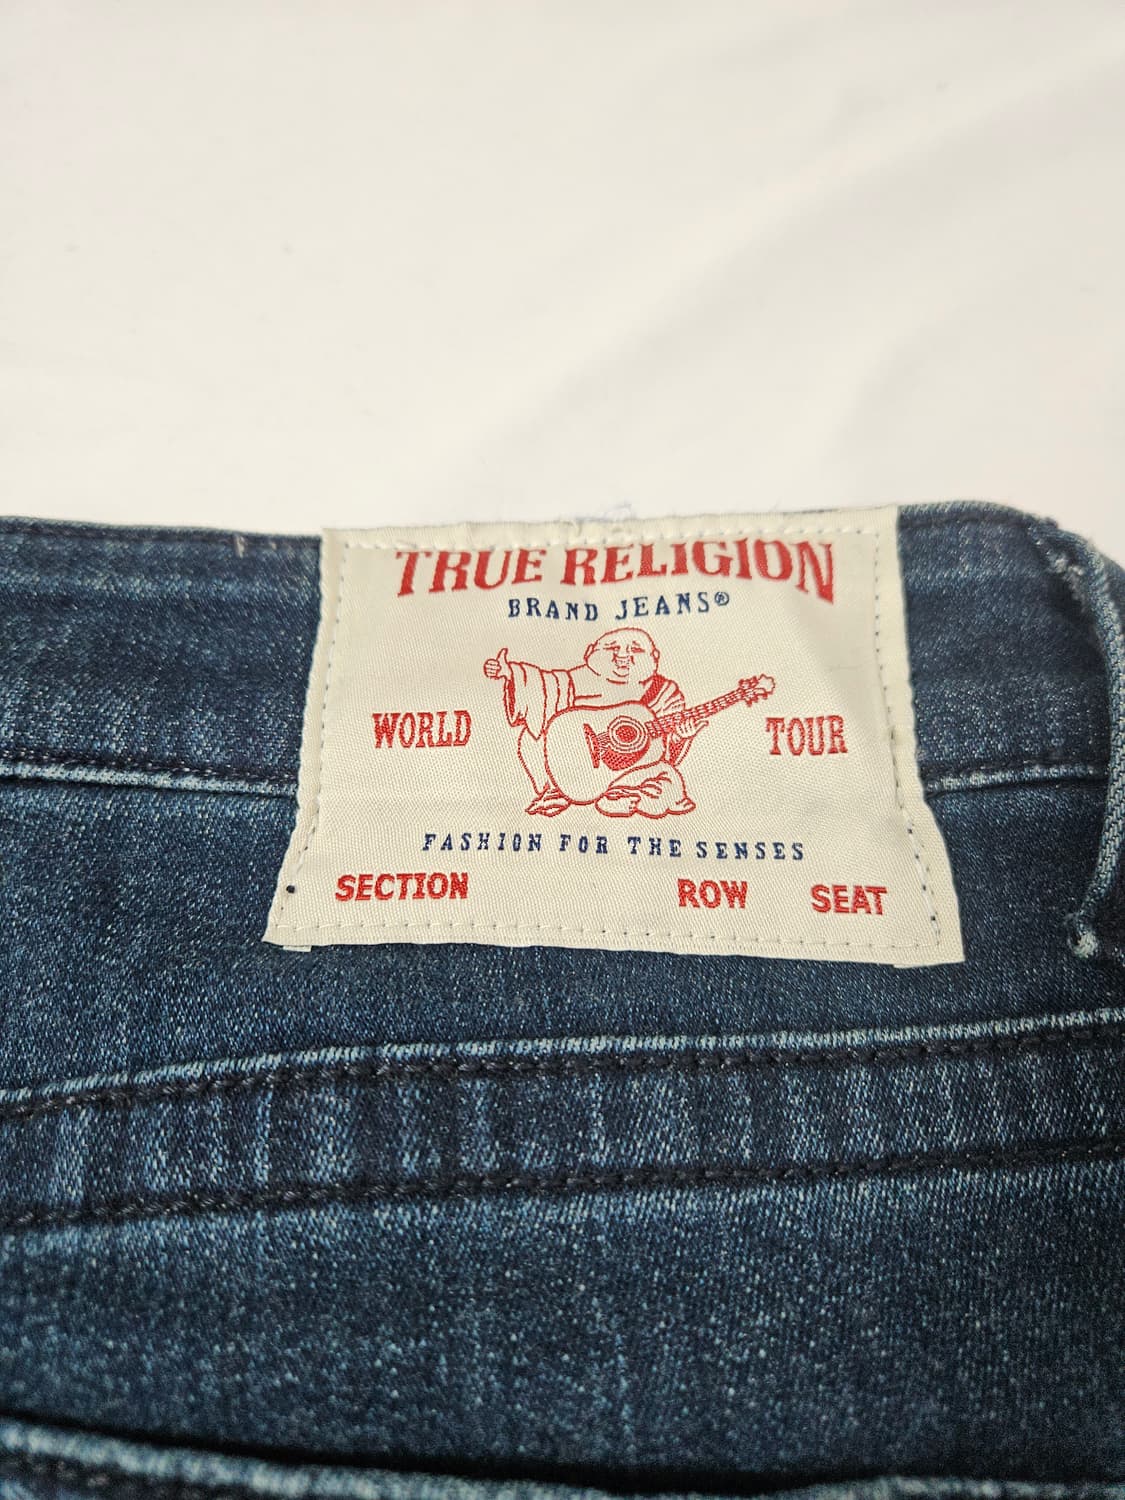 TRUE RELIGION
BRAND JEANS®
WORLD TOUR
FASHION FOR THE SENSES
SECTION ROW SEAT